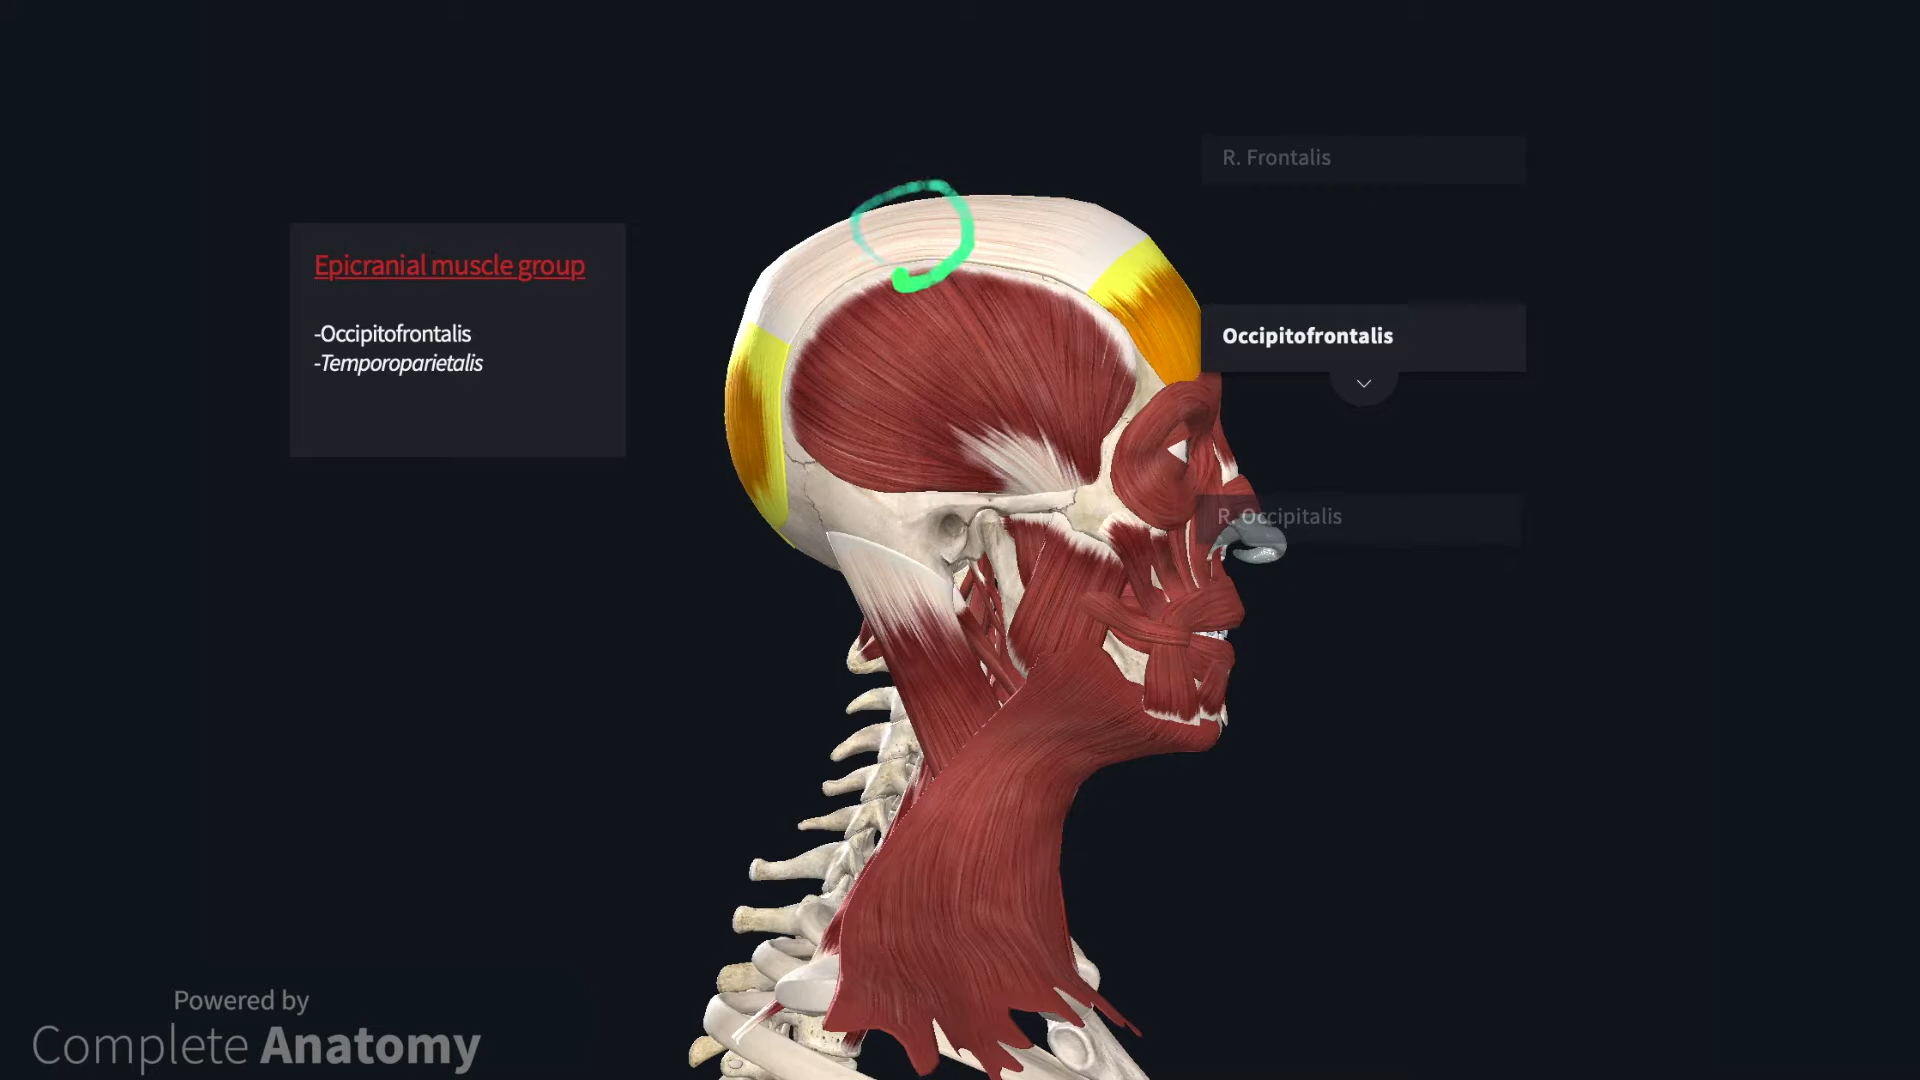 R. Frontalis
Epicranial muscle group
-Occipitofrontalis
-Temporoparietalis
Occipitofrontalis
R. Occipitalis
Powered by
Complete Anatomy